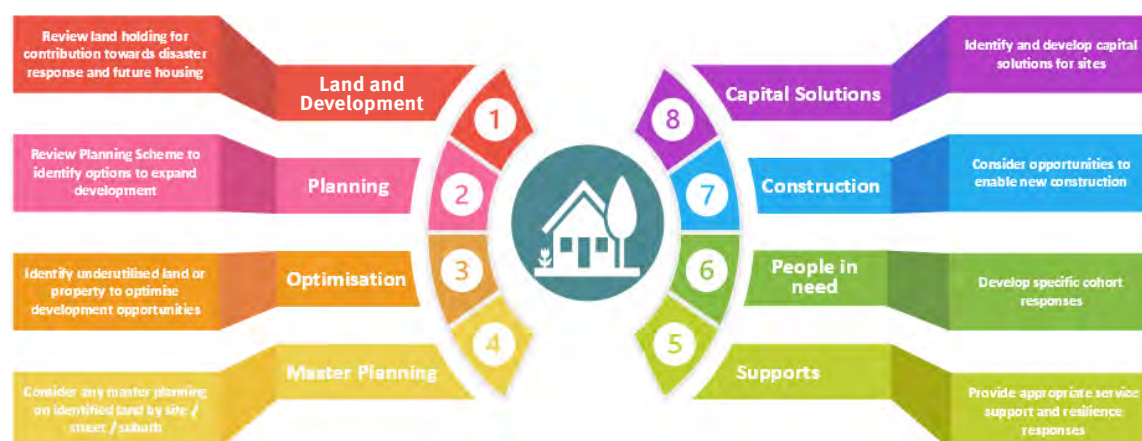 Review land holding for
contribution towards disaster
response and future housing
Land and
Development
1
Review Planning Scheme to
identify options to expand
development
Planning
2
Identify underutilised land or
property to optimise
development opportunities
Optimisation
3
Consider any master planning
on identified land by site /
street / suburb
Master Planning
4
8
Capital Solutions
Identify and develop capital
solutions for sites
7
Construction
Consider opportunities to
enable new construction
6
People in
need
Develop specific cohort
responses
5
Supports
Provide appropriate service
support and resilience
responses